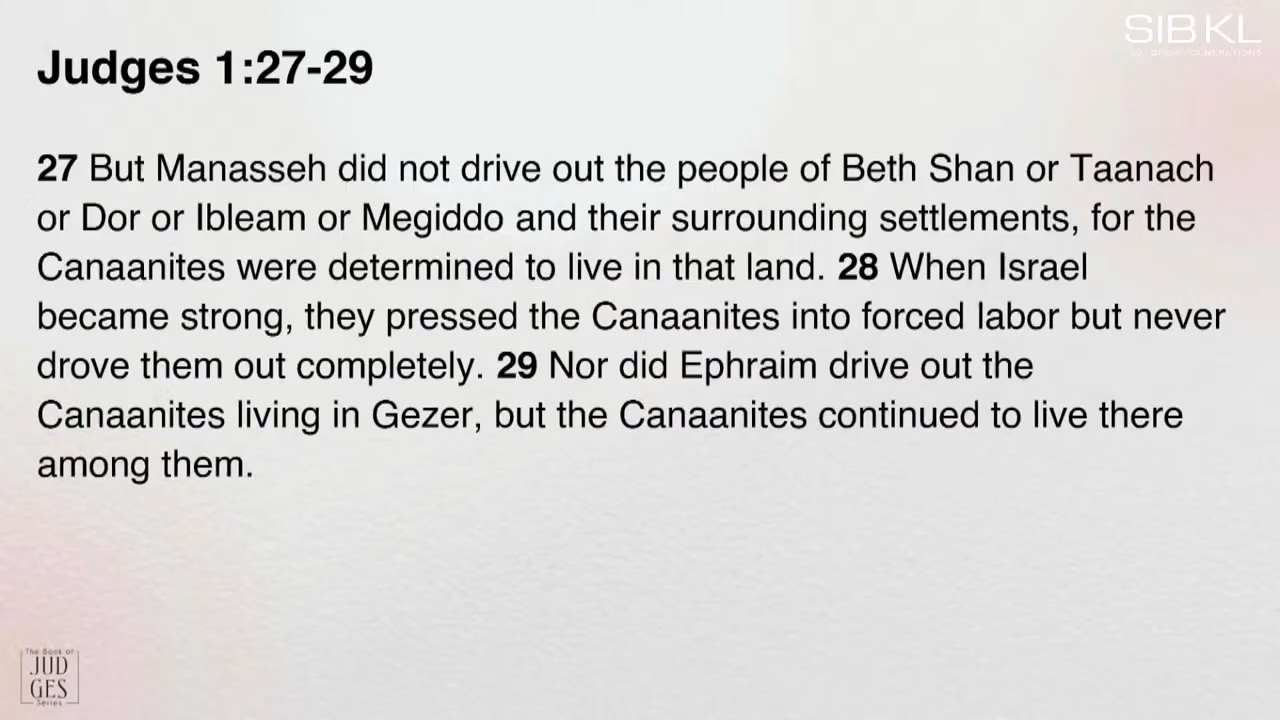 SIBKL
Judges 1:27-29
27 But Manasseh did not drive out the people of Beth Shan or Taanach
or Dor or Ibleam or Megiddo and their surrounding settlements, for the
Canaanites were determined to live in that land. 28 When Israel
became strong, they pressed the Canaanites into forced labor but never
drove them out completely. 29 Nor did Ephraim drive out the
Canaanites living in Gezer, but the Canaanites continued to live there
among them.
The Book of
JUD
GES
Series